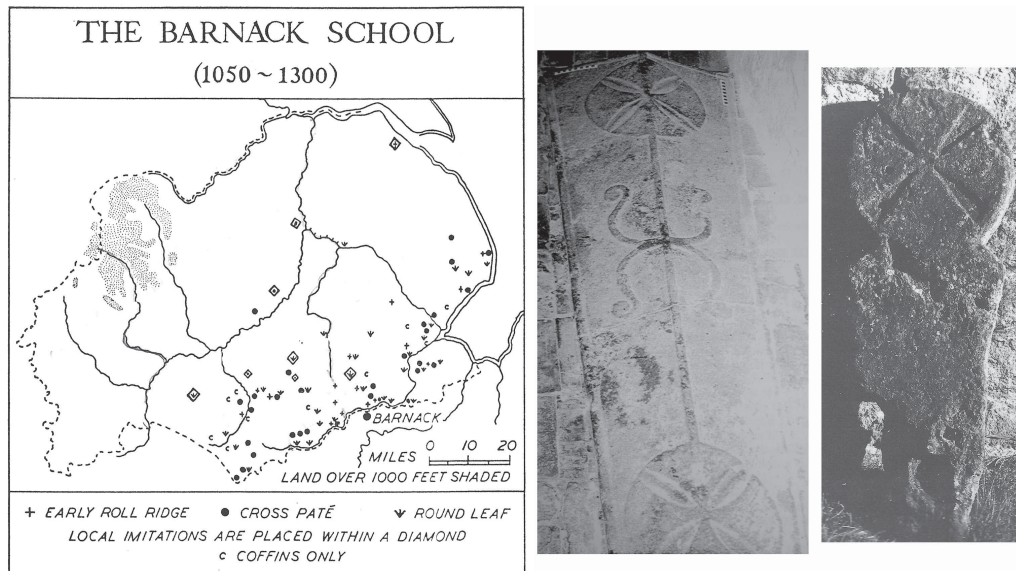 THE BARNACK SCHOOL
(1050 ~ 1300)
BARNACK
MILES
0 10 20
LAND OVER 1000 FEET SHADED
+ EARLY ROLL RIDGE ● CROSS PATÉ ROUND LEAF
LOCAL IMITATIONS ARE PLACED WITHIN A DIAMOND
C COFFINS ONLY